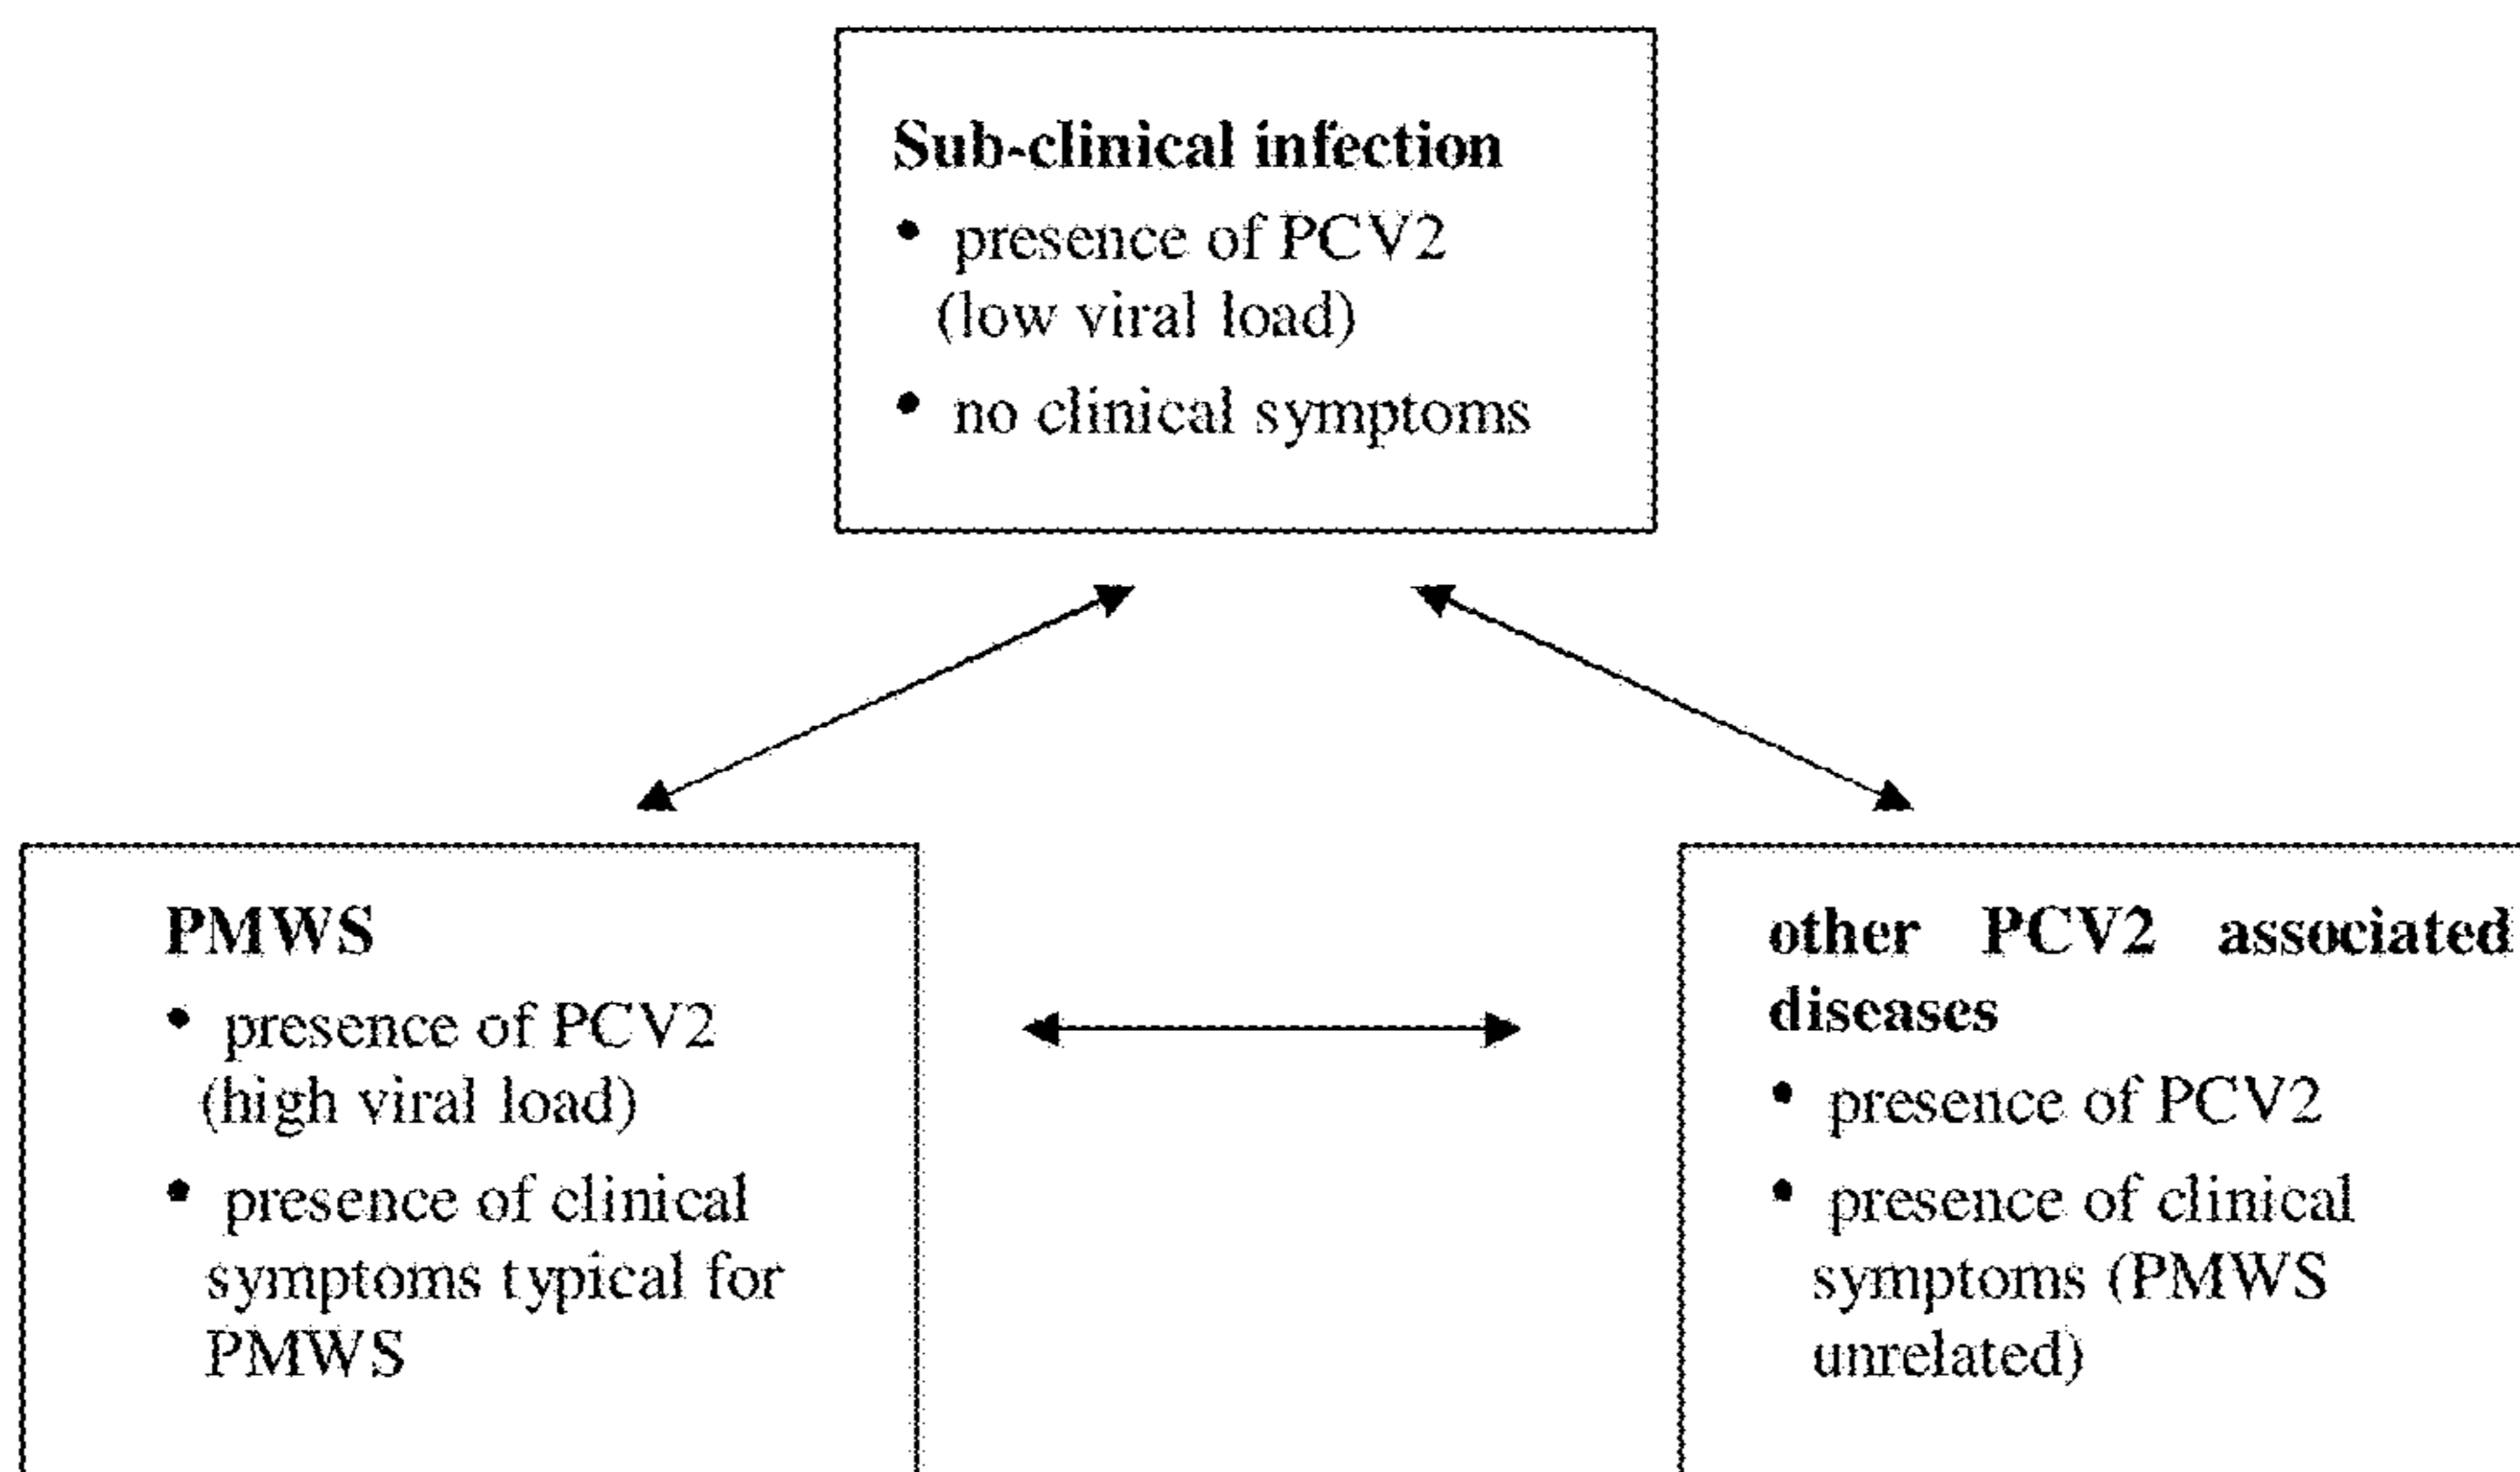 Sub-clinical infection
• presence of PCV2
(low viral load)
• no clinical symptoms
PMWS
• presence of PCV2
(high viral load)
• presence of clinical
symptoms typical for
PMWS
other PCV2 associated
diseases
• presence of PCV2
• presence of clinical
symptoms (PMWS
unrelated)